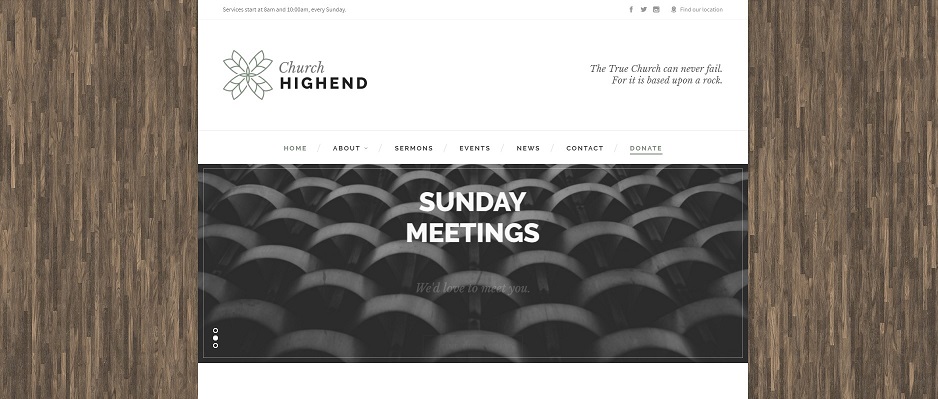 Services start at 8am and 10:00am, every Sunday.
Find our location
Church
HIGHEND
The True Church can never fail.
For it is based upon a rock.
HOME / ABOUT / SERMONS / EVENTS / NEWS / CONTACT / DONATE
SUNDAY
MEETINGS
We'd love to meet you.